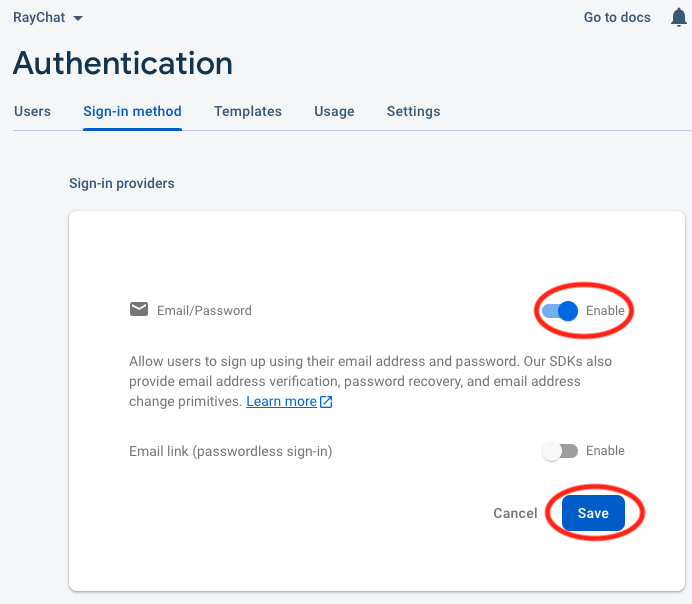 RayChat
Go to docs
Authentication
Users
Sign-in method
Templates
Usage
Settings
Sign-in providers
Email/Password
Enable
Allow users to sign up using their email address and password. Our SDKs also
provide email address verification, password recovery, and email address
change primitives. Learn more
Email link (passwordless sign-in)
Enable
Cancel
Save